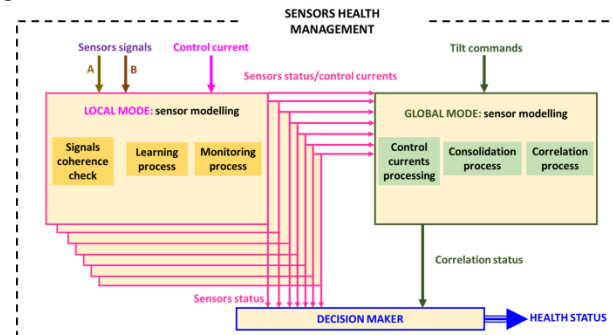 SENSORS HEALTH
MANAGEMENT
Sensors signals
Control current
Tilt commands
A
B
Sensors status/control currents
LOCAL MODE: sensor modelling
GLOBAL MODE: sensor modelling
Signals
coherence
check
Learning
process
Monitoring
process
Control
currents
processing
Consolidation
process
Correlation
process
Correlation status
Sensors status
DECISION MAKER
HEALTH STATUS